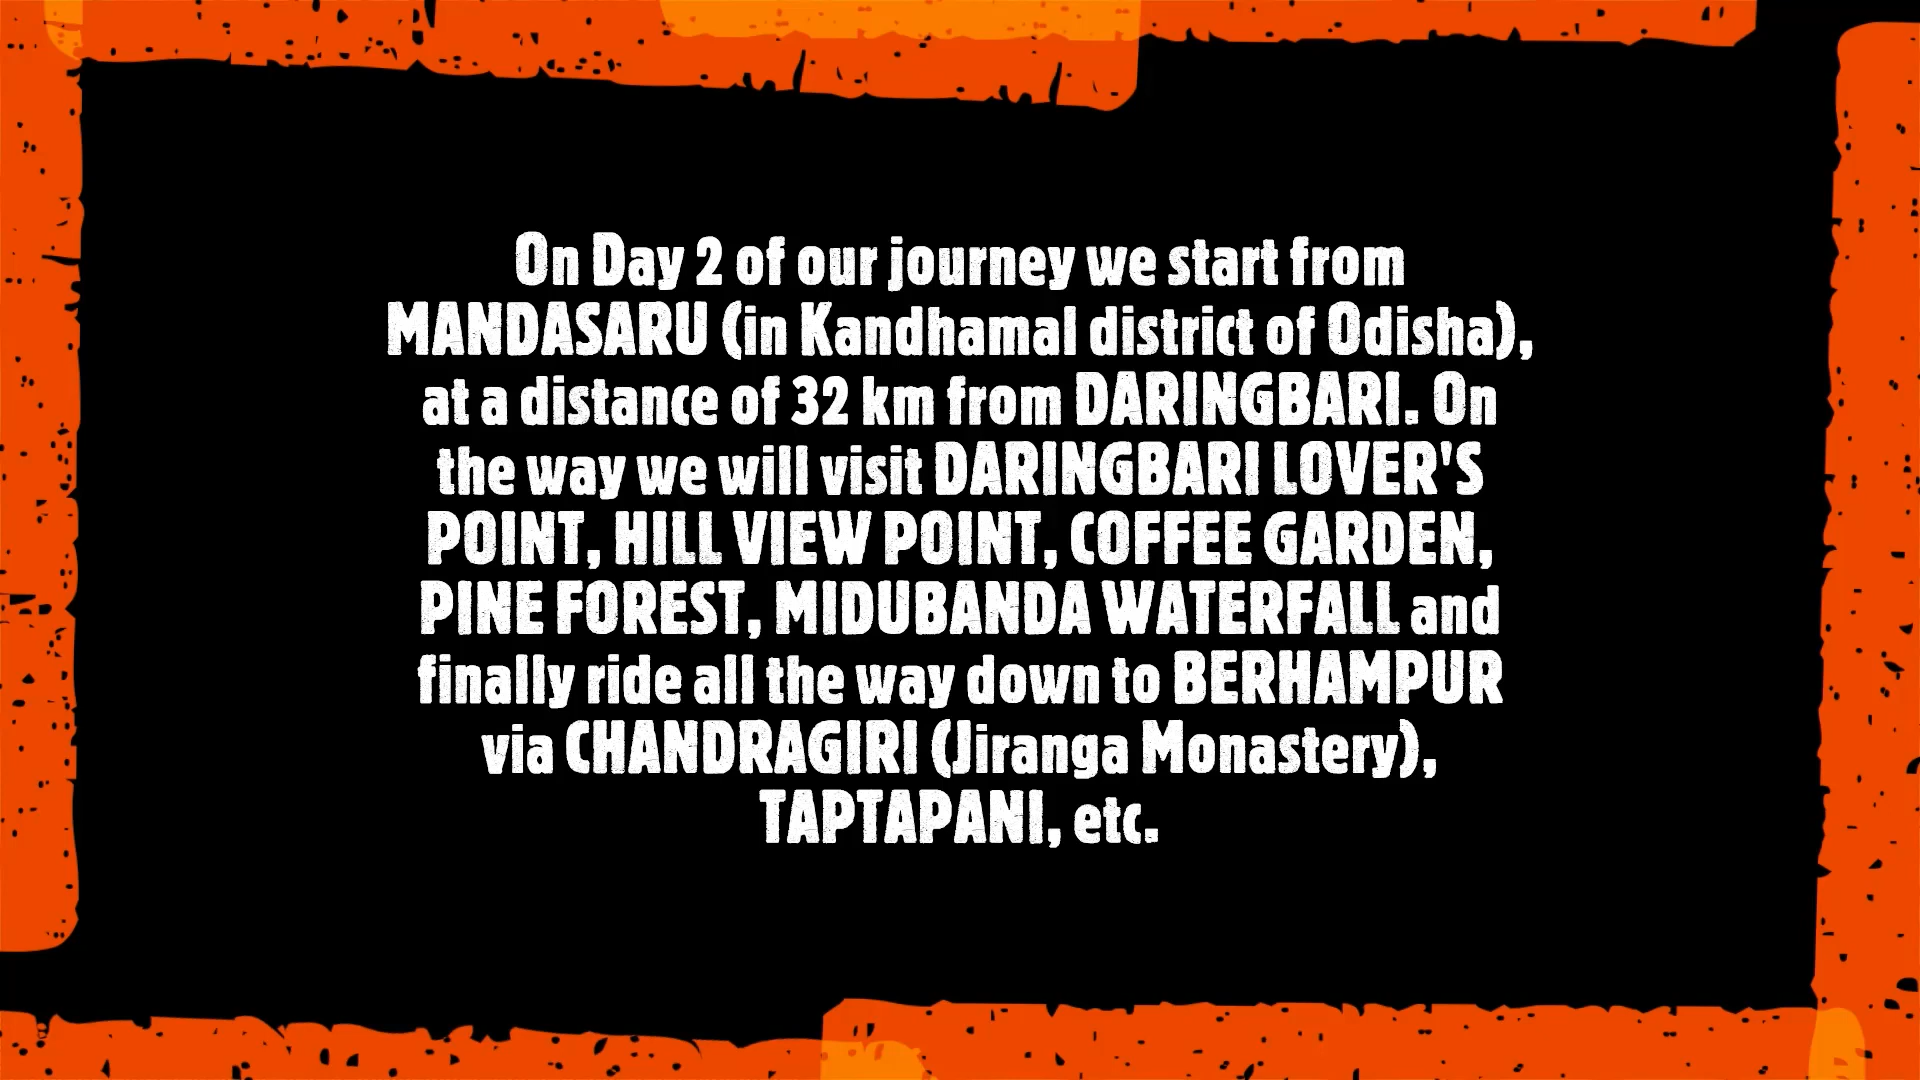 On Day 2 of our journey we start from
MANDASARU (in Kandhamal district of Odisha),
at a distance of 32 km from DARINGBARI. On
the way we will visit DARINGBARI LOVER'S
POINT, HILL VIEW POINT, COFFEE GARDEN,
PINE FOREST, MIDUBANDA WATERFALL and
finally ride all the way down to BERHAMPUR
via CHANDRAGIRI (Jiranga Monastery),
TAPTAPANI, etc.